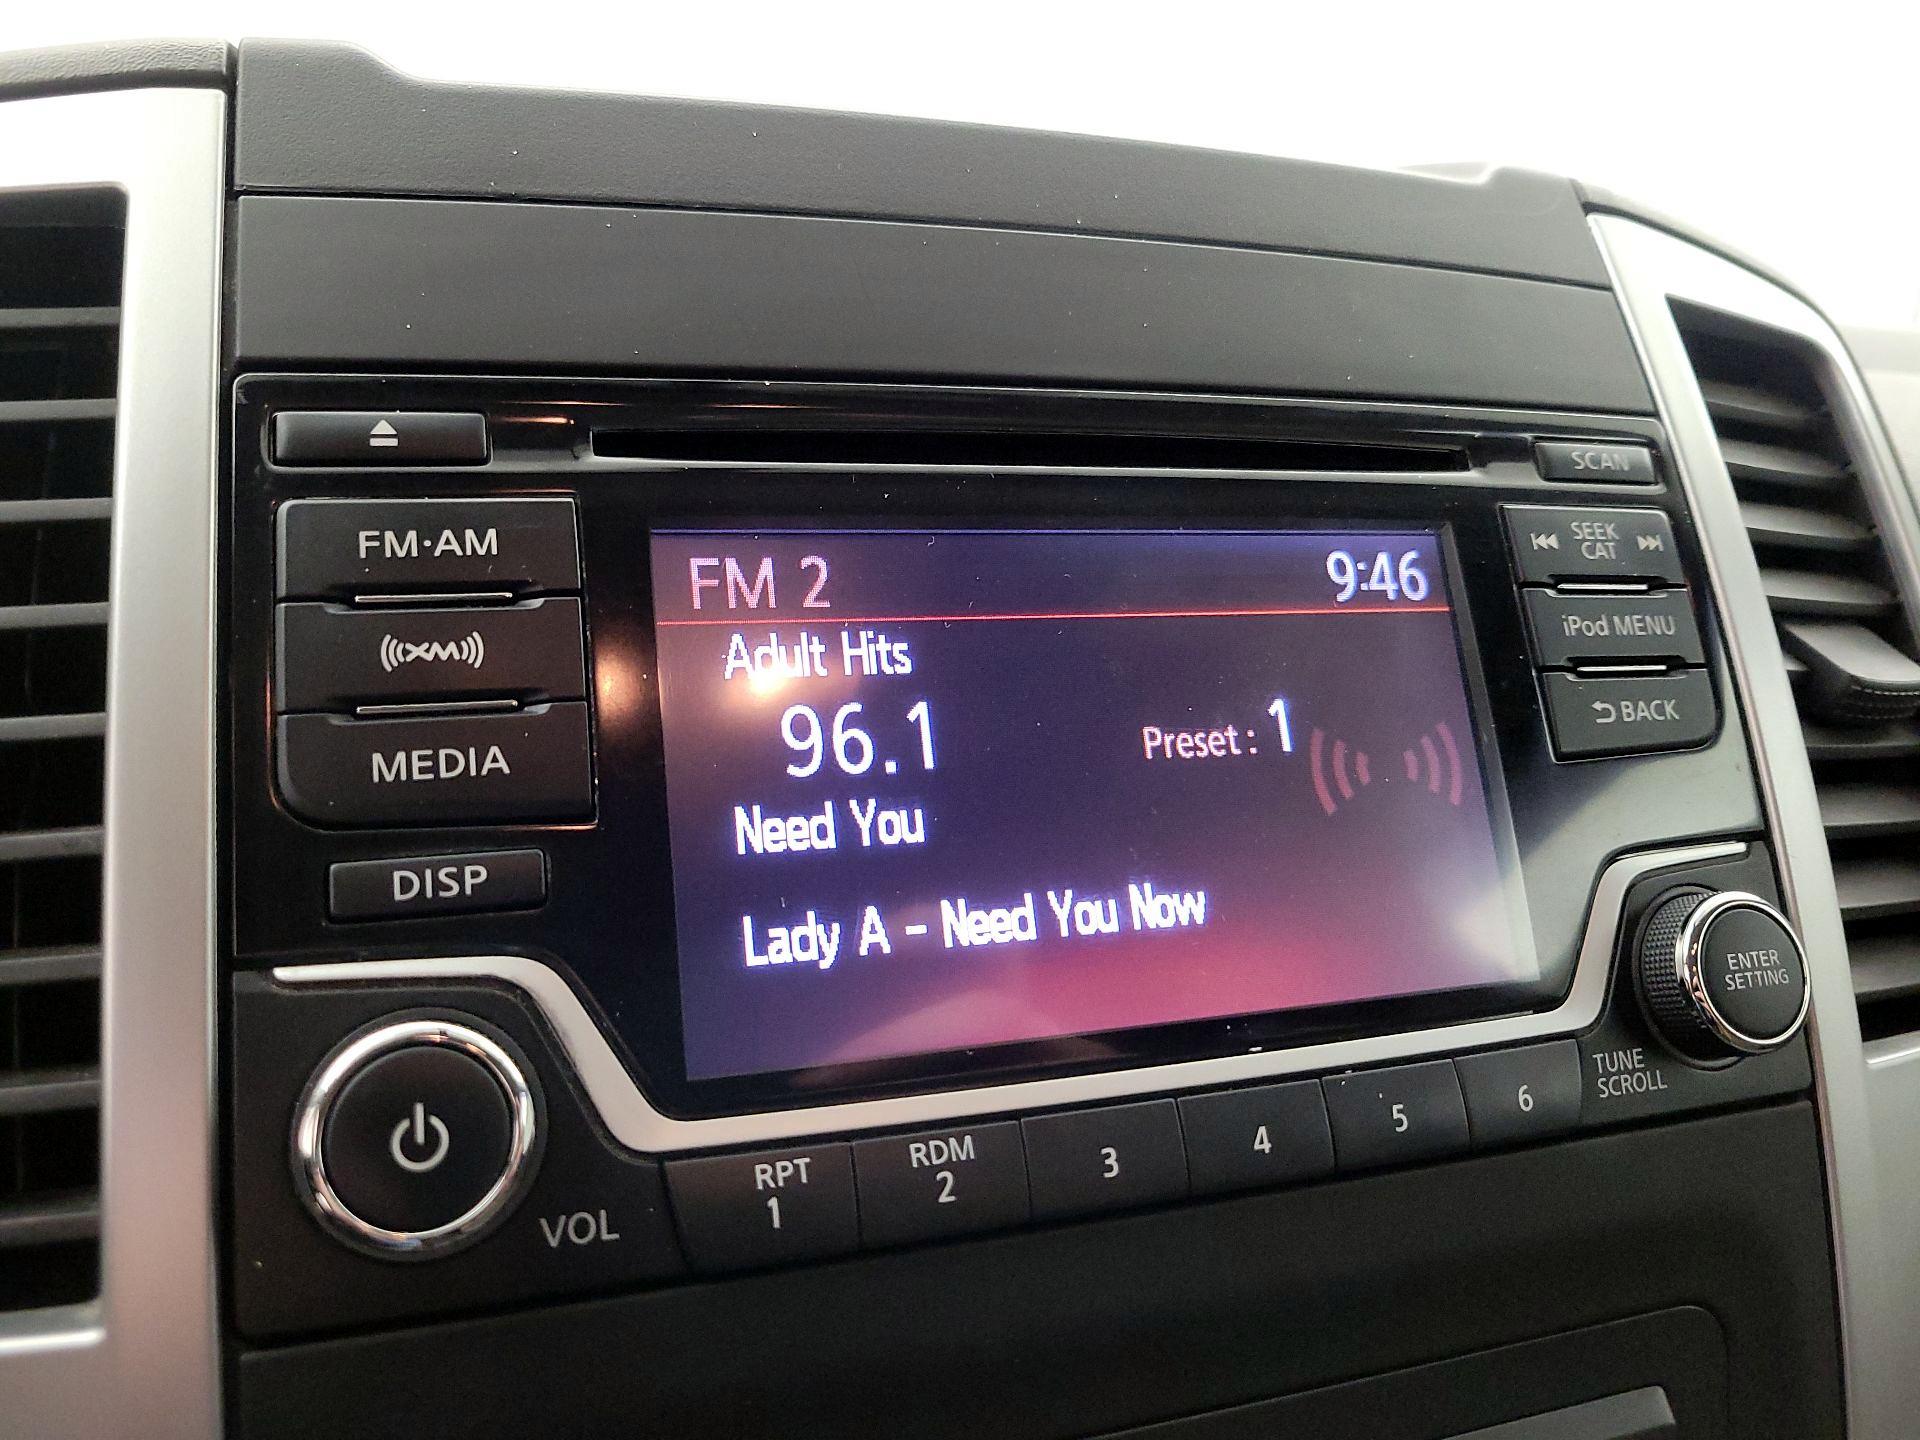 SCAN
FM·AM
SEEK
CAT
XM
iPod MENU
MEDIA
BACK
DISP
FM 2 9:46
Adult Hits
96.1 Preset : 1
Need You
Lady A - Need You Now
ENTER
SETTING
TUNE
SCROLL
VOL
RPT
1
RDM
2
3
4
5
6